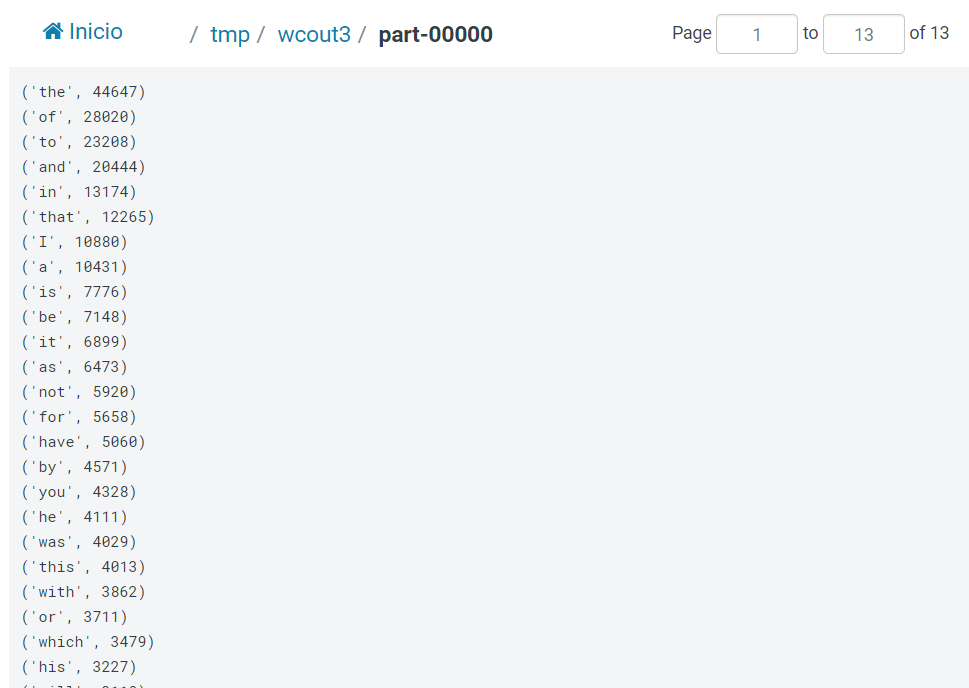 Inicio / tmp / wcout3 / part-00000 Page 1 to 13 of 13
('the', 44647)
('of', 28020)
('to', 23208)
('and', 20444)
('in', 13174)
('that', 12265)
('I', 10880)
('a', 10431)
('is', 7776)
('be', 7148)
('it', 6899)
('as', 6473)
('not', 5920)
('for', 5658)
('have', 5060)
('by', 4571)
('you', 4328)
('he', 4111)
('was', 4029)
('this', 4013)
('with', 3862)
('or', 3711)
('which', 3479)
('his', 3227)